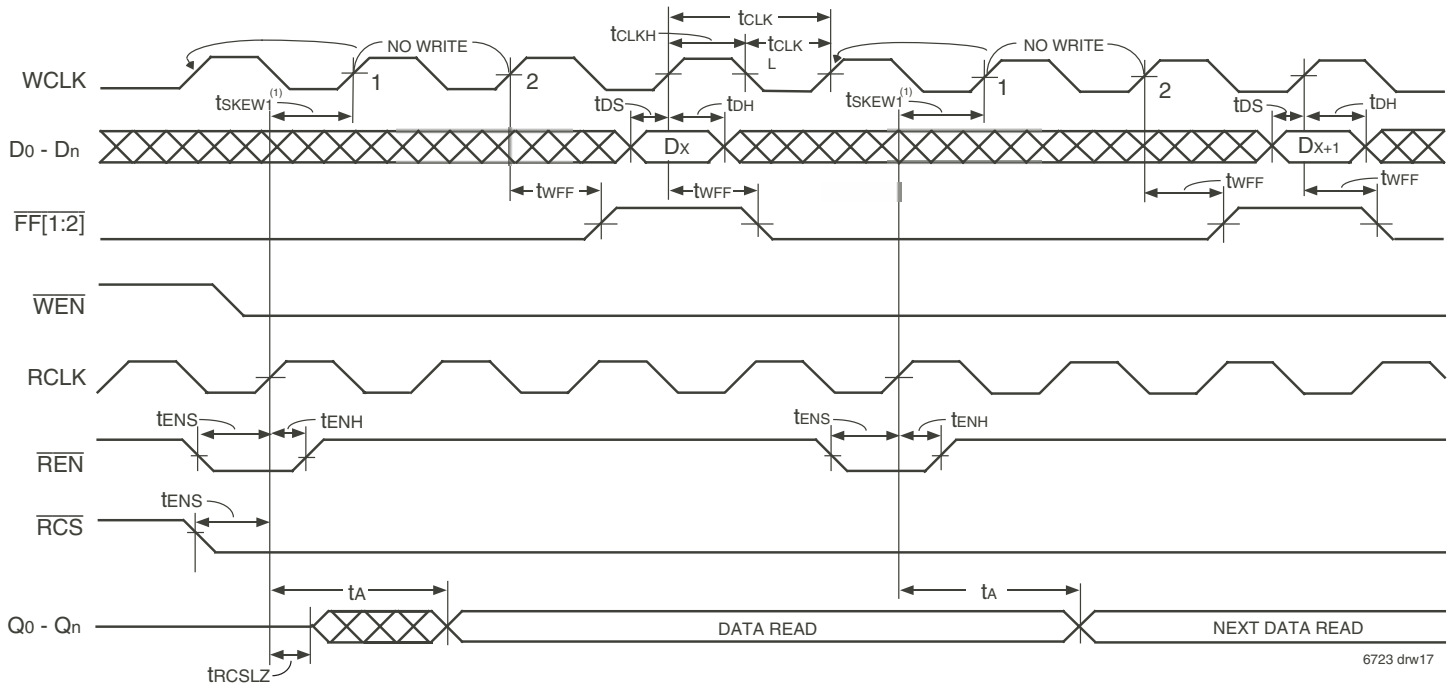 tCLK
tCLKH
tCLK
L
NO WRITE
NO WRITE
WCLK
1
2
1
2
tSKEW1(1)
tDS
tDH
tSKEW1(1)
tDS
tDH
D0 - Dn
DX
DX+1
tWFF
tWFF
tWFF
tWFF
FF[1:2]
WEN
RCLK
tENS
tENH
tENS
tENH
REN
tENS
RCS
tA
tA
Q0 - Qn
DATA READ
NEXT DATA READ
tRCSLZ
6723 drw17